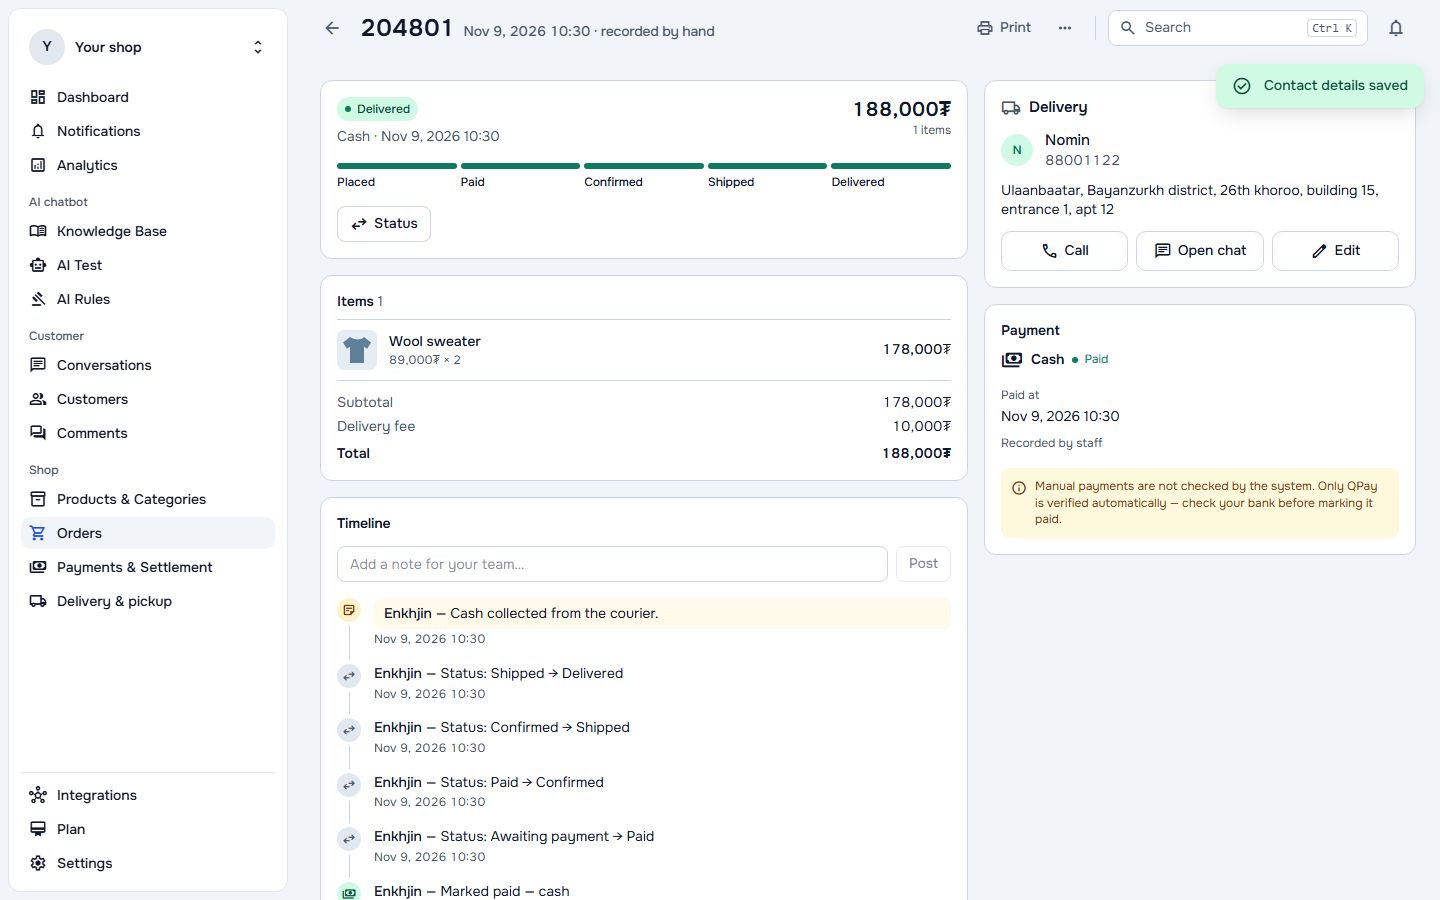 Y
Your shop
Dashboard
Notifications
Analytics
AI chatbot
Knowledge Base
AI Test
AI Rules
Customer
Conversations
Customers
Comments
Shop
Products & Categories
Orders
Payments & Settlement
Delivery & pickup
Integrations
Plan
Settings
204801 Nov 9, 2026 10:30 · recorded by hand
Print
Search
Ctrl K
Contact details saved
Delivered
188,000₮
Cash · Nov 9, 2026 10:30
1 items
Placed
Paid
Confirmed
Shipped
Delivered
Status
Items 1
Wool sweater
89,000₮ × 2
178,000₮
Subtotal 178,000₮
Delivery fee 10,000₮
Total 188,000₮
Timeline
Add a note for your team...
Post
Enkhjin — Cash collected from the courier.
Nov 9, 2026 10:30
Enkhjin — Status: Shipped → Delivered
Nov 9, 2026 10:30
Enkhjin — Status: Confirmed → Shipped
Nov 9, 2026 10:30
Enkhjin — Status: Paid → Confirmed
Nov 9, 2026 10:30
Enkhjin — Status: Awaiting payment → Paid
Nov 9, 2026 10:30
Enkhjin — Marked paid — cash
Delivery
N
Nomin
88001122
Ulaanbaatar, Bayanzurkh district, 26th khoroo, building 15,
entrance 1, apt 12
Call
Open chat
Edit
Payment
Cash
Paid
Paid at
Nov 9, 2026 10:30
Recorded by staff
Manual payments are not checked by the system. Only QPay
is verified automatically — check your bank before marking it
paid.